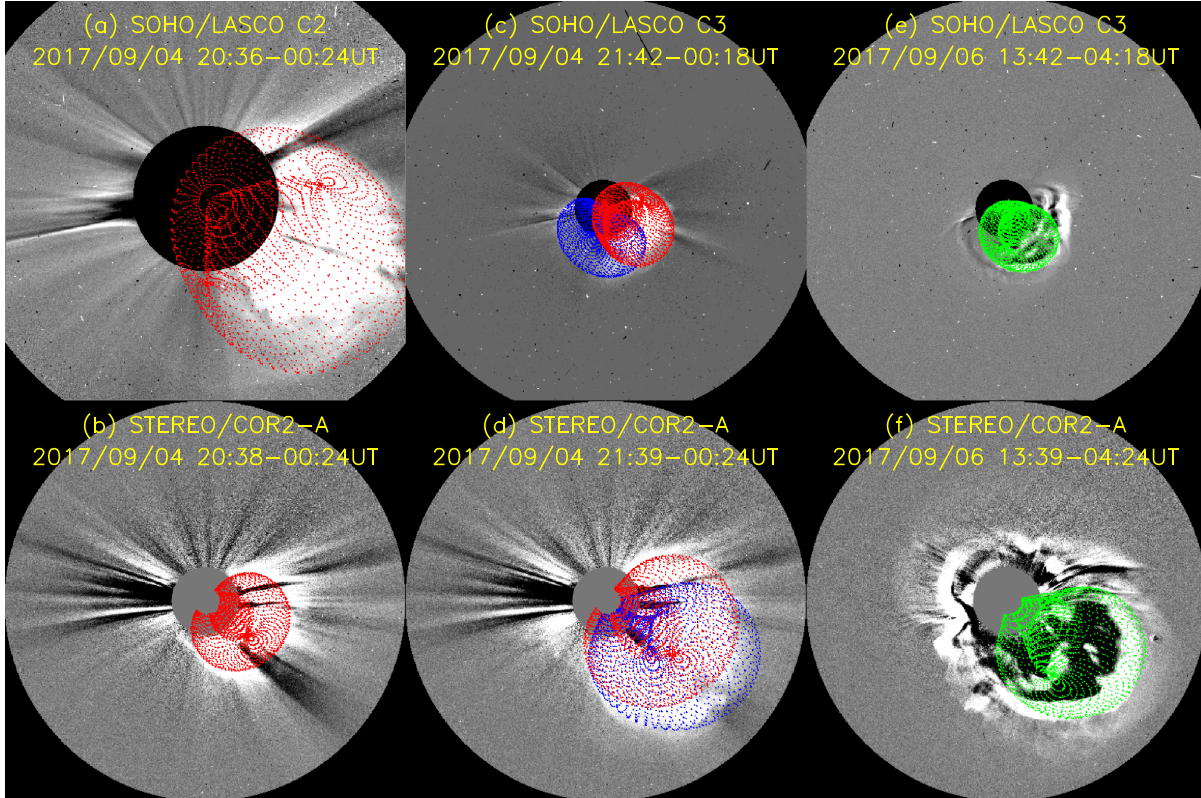 (a) SOHO/LASCO C2
2017/09/04 20:36-00:24UT
(c) SOHO/LASCO C3
2017/09/04 21:42-00:18UT
(e) SOHO/LASCO C3
2017/09/06 13:42-04:18UT
(b) STEREO/COR2-A
2017/09/04 20:38-00:24UT
(d) STEREO/COR2-A
2017/09/04 21:39-00:24UT
(f) STEREO/COR2-A
2017/09/06 13:39-04:24UT